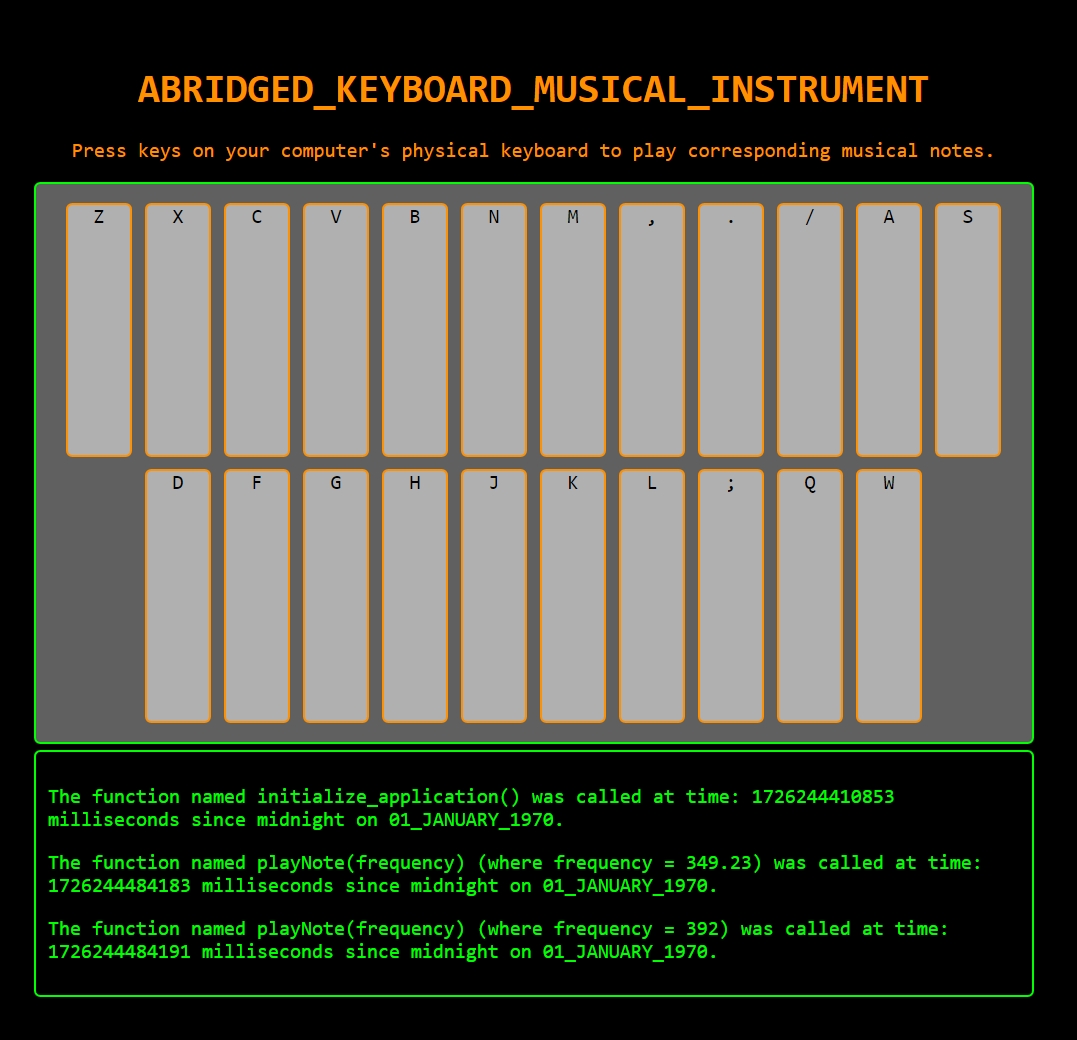 ABRIDGED_KEYBOARD_MUSICAL_INSTRUMENT
Press keys on your computer's physical keyboard to play corresponding musical notes.
Z X C V B N M , . / A S
D F G H J K L ; Q W
The function named initialize_application() was called at time: 1726244410853
milliseconds since midnight on 01_JANUARY_1970.
The function named playNote(frequency) (where frequency = 349.23) was called at time:
1726244484183 milliseconds since midnight on 01_JANUARY_1970.
The function named playNote(frequency) (where frequency = 392) was called at time:
1726244484191 milliseconds since midnight on 01_JANUARY_1970.